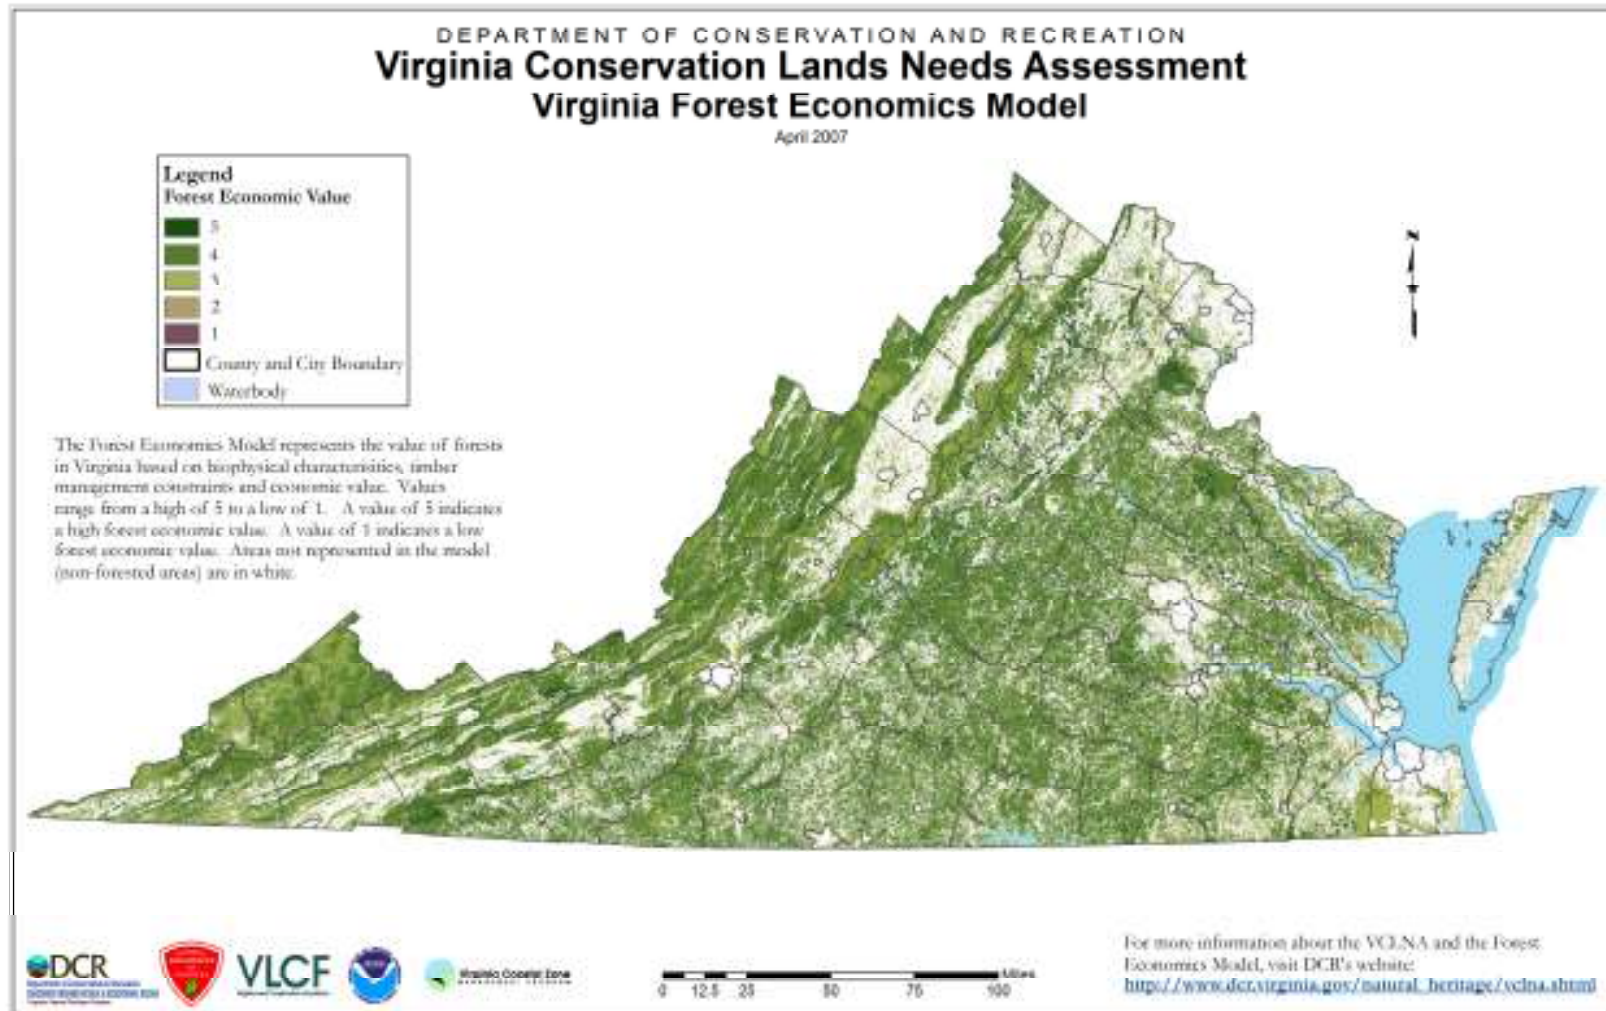 DEPARTMENT OF CONSERVATION AND RECREATION
Virginia Conservation Lands Needs Assessment
Virginia Forest Economics Model
April 2007
Legend
Forest Economic Value
5
4
3
2
1
County and City Boundary
Waterbody
The Forest Economics Model represents the value of forests
in Virginia based on biophysical characteristics, timber
management constraints and economic value. Values
range from a high of 5 to a low of 1. A value of 5 indicates
a high forest economic value. A value of 1 indicates a low
forest economic value. Areas not represented in the model
(non-forested areas) are in white.
N
DCR
VLCF
Virginia Coastal Zone
0 12.5 25 50 75 100 Miles
For more information about the VCLNA and the Forest
Economics Model, visit DCR's website:
http://www.dcr.virginia.gov/natural_heritage/vclna.shtml